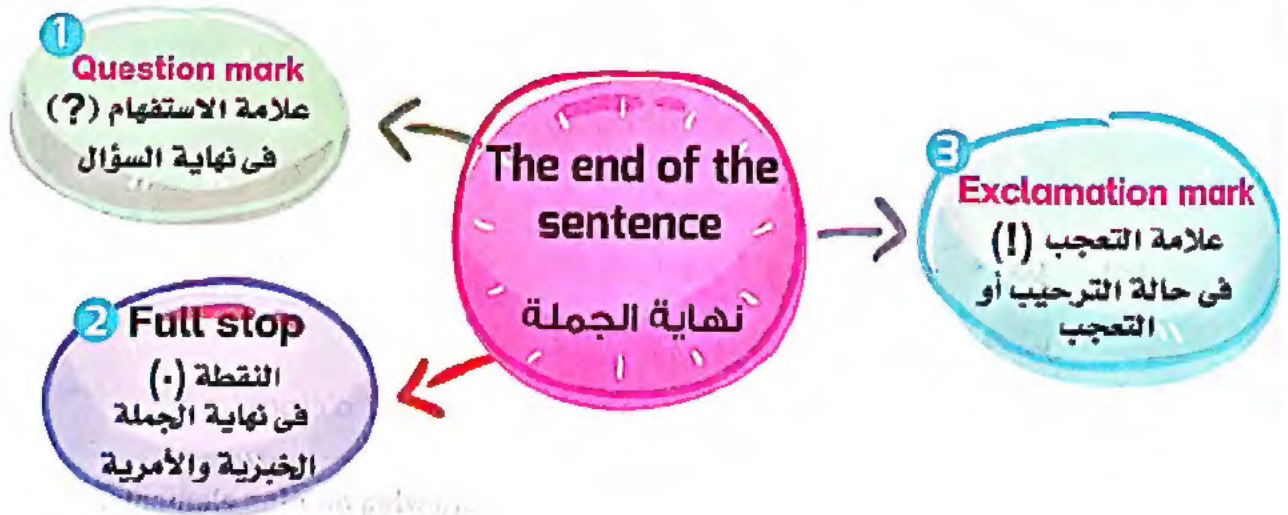 The end of the
sentence
نهاية الجملة
1
Question mark
علامة الاستفهام (?)
فى نهاية السؤال
2 Full stop
النقطة (.)
فى نهاية الجملة
الخبرية والأمرية
3
Exclamation mark
علامة التعجب (!)
فى حالة الترحيب أو
التعجب